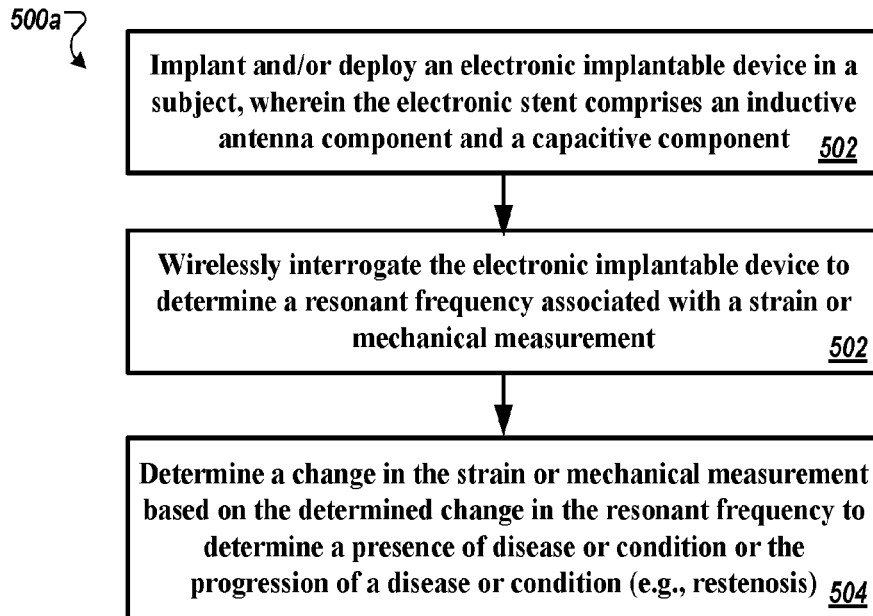 500a
Implant and/or deploy an electronic implantable device in a
subject, wherein the electronic stent comprises an inductive
antenna component and a capacitive component 502
Wirelessly interrogate the electronic implantable device to
determine a resonant frequency associated with a strain or
mechanical measurement 502
Determine a change in the strain or mechanical measurement
based on the determined change in the resonant frequency to
determine a presence of disease or condition or the
progression of a disease or condition (e.g., restenosis) 504